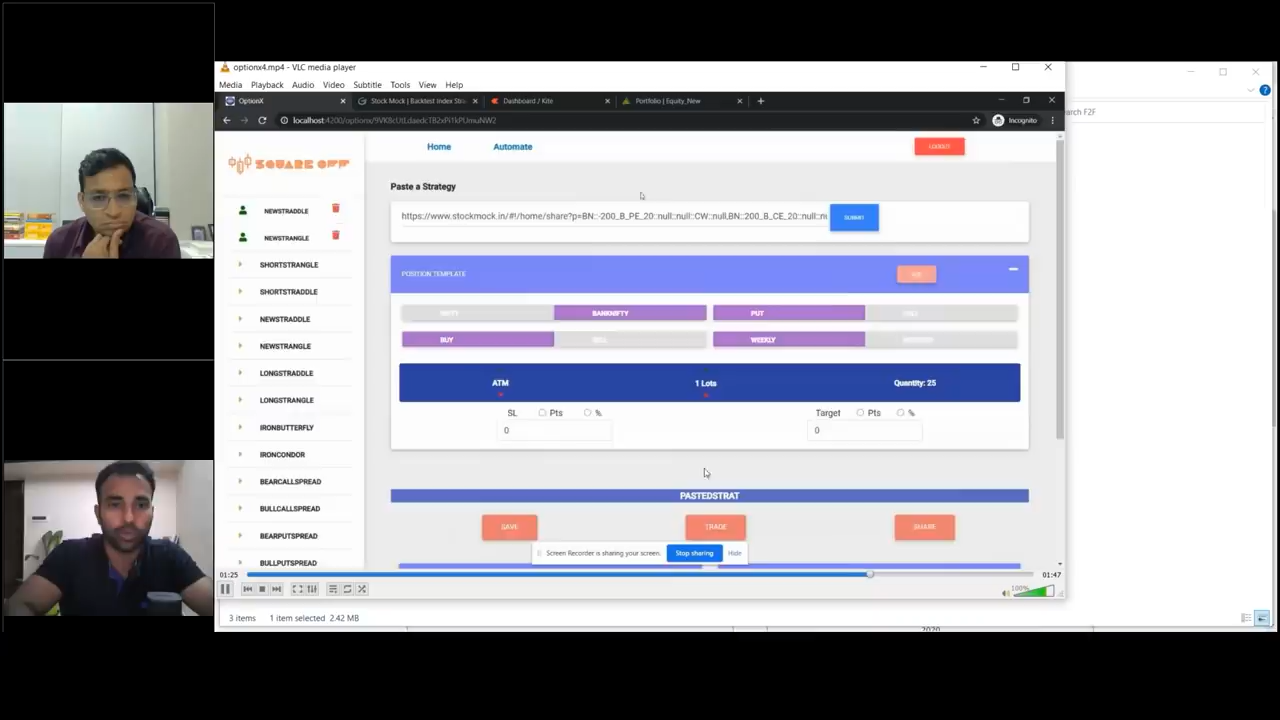 optionx4.mp4 - VLC media player
Media Playback Audio Video Subtitle Tools View Help
OptionX
Stock Mock | Backtest Index Stra
Dashboard / Kite
Portfolio | Equity_New
arch F2F
Incognito
SQUARE OFF
Home
Automate
LOGOUT
Paste a Strategy
https://www.stockmock.in/#!/home/share?p=BN::-200_B_PE_20::null::null::CW::null,BN::200_B_CE_20::null::nu
SUBMIT
NEWSTRADDLE
NEWSTRANGLE
SHORTSTRANGLE
SHORTSTRADDLE
NEWSTRADDLE
NEWSTRANGLE
LONGSTRADDLE
LONGSTRANGLE
IRONBUTTERFLY
IRONCONDOR
BEARCALLSPREAD
BULLCALLSPREAD
BEARPUTSPREAD
BULLPUTSPREAD
POSITION TEMPLATE
BANKNIFTY
PUT
BUY
WEEKLY
ATM
1 Lots
Quantity: 25
SL Pts %
0
Target Pts %
0
PASTEDSTRAT
SAVE
TRADE
SHARE
Screen Recorder is sharing your screen.
Stop sharing
Hide
01:25
01:47
100%
3 items 1 item selected 2.42 MB
2020